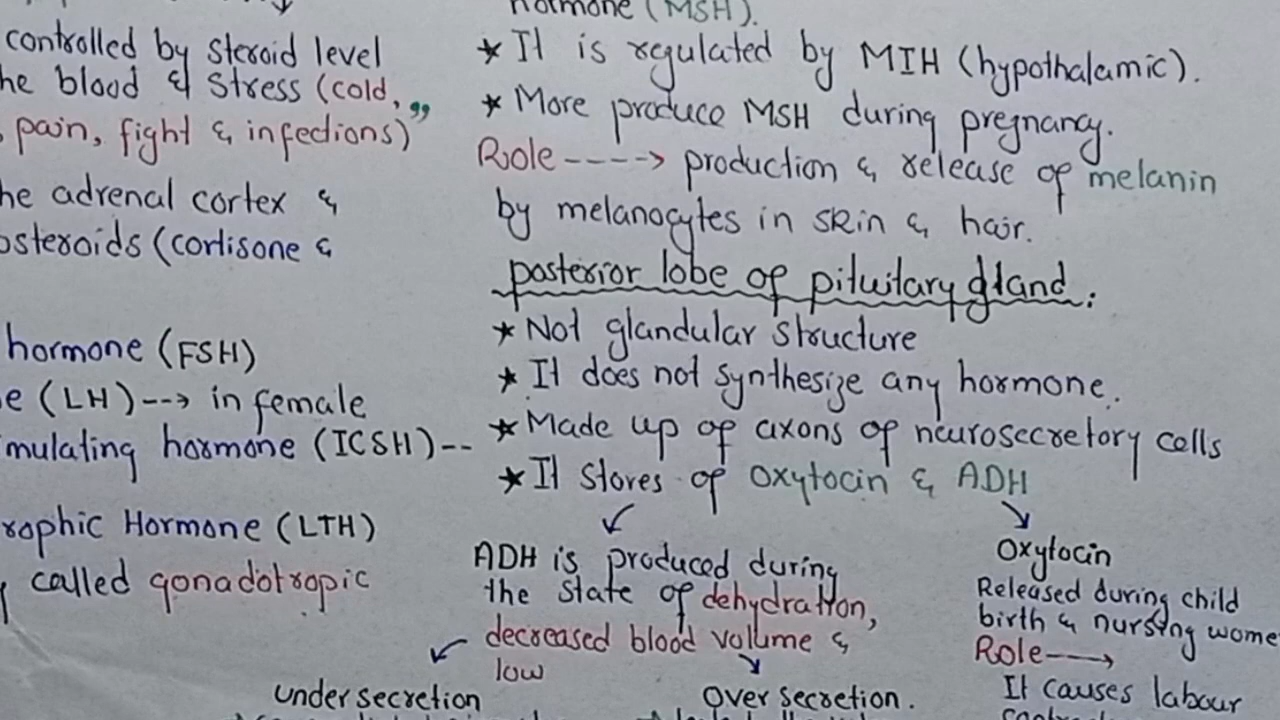 controlled by steroid level
he blood & stress (cold, ,,
pain, fight & infections)"
he adrenal cortex &
osteroids (cortisone &
hormone (FSH)
e (LH) --→ in female
mulating hormone (ICSH)--
rophic Hormone (LTH)
called gonadotropic
hormone (MSH).
* It is regulated by MIH (hypothalamic).
* More produce MSH during pregnancy.
Role ----> production & release of melanin
by melanocytes in skin & hair.
posterior lobe of pituitary gland:
* Not glandular structure
* It does not synthesize any hormone.
* Made up of axons of neurosecretory cells
* It stores of oxytocin & ADH
ADH is produced during
the state of dehydration,
decreased blood volume &
low
under secretion
over secretion.
Oxytocin
Released during child
birth & nursing wome
Role →
It causes labour